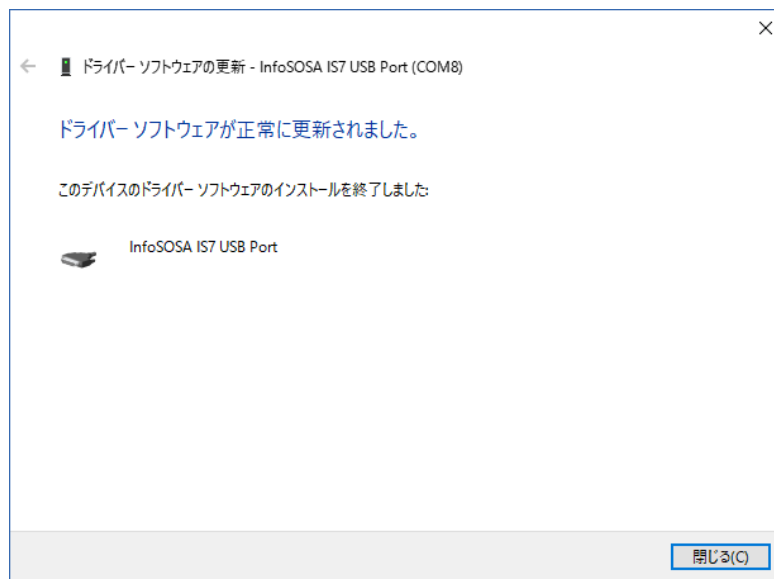 ドライバー ソフトウェアの更新 - InfoSOSA IS7 USB Port (COM8)
ドライバー ソフトウェアが正常に更新されました。
このデバイスのドライバー ソフトウェアのインストールを終了しました:
InfoSOSA IS7 USB Port
閉じる(C)